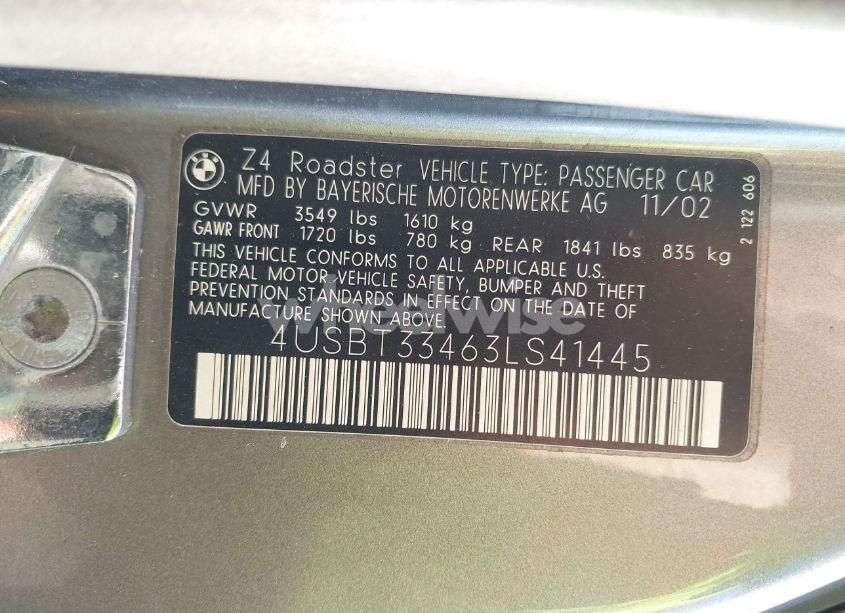 BMW
Z4 Roadster VEHICLE TYPE: PASSENGER CAR
MFD BY BAYERISCHE MOTORENWERKE AG 11/02
GVWR 3549 lbs 1610 kg
GAWR FRONT 1720 lbs 780 kg REAR 1841 lbs 835 kg
THIS VEHICLE CONFORMS TO ALL APPLICABLE U.S.
FEDERAL MOTOR VEHICLE SAFETY, BUMPER AND THEFT
PREVENTION STANDARDS IN EFFECT ON THE DATE OF
MANUFACTURE SHOWN ABOVE.
4USBT33463LS41445
2 122 606
wheelwise